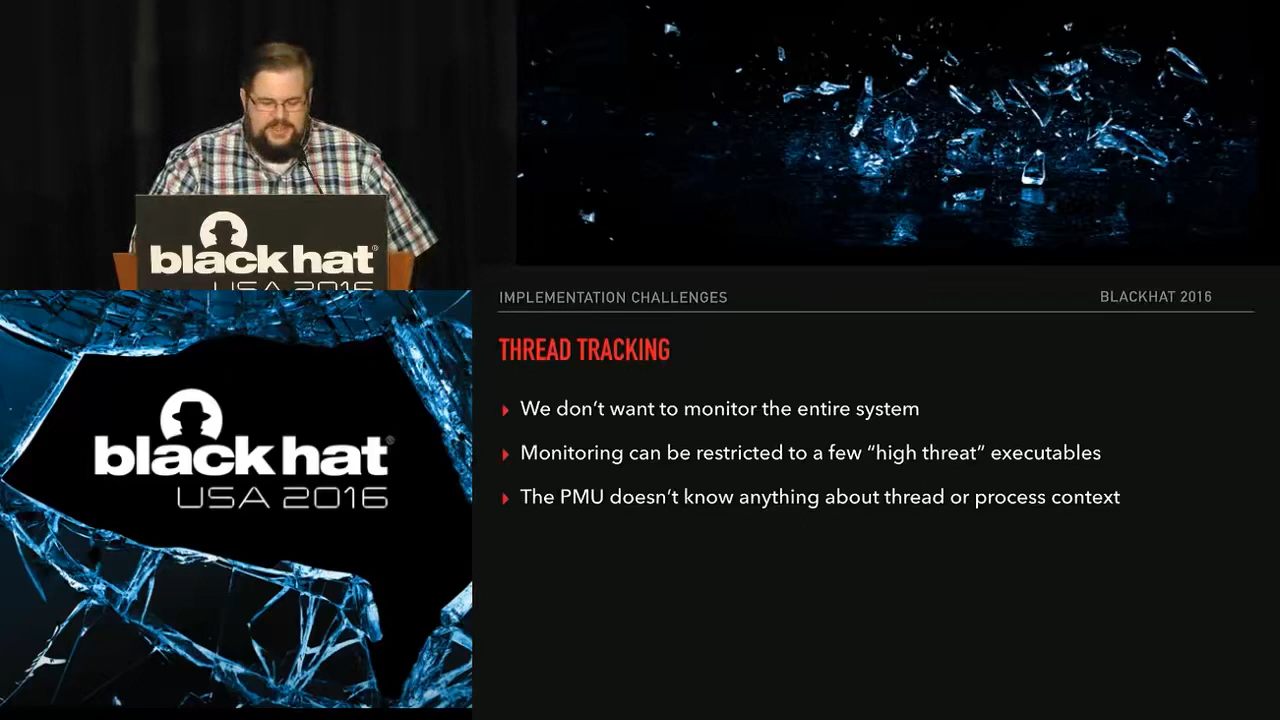 black hat®
USA 2016
black hat®
USA 2016
IMPLEMENTATION CHALLENGES
BLACKHAT 2016
THREAD TRACKING
We don’t want to monitor the entire system
Monitoring can be restricted to a few “high threat” executables
The PMU doesn’t know anything about thread or process context